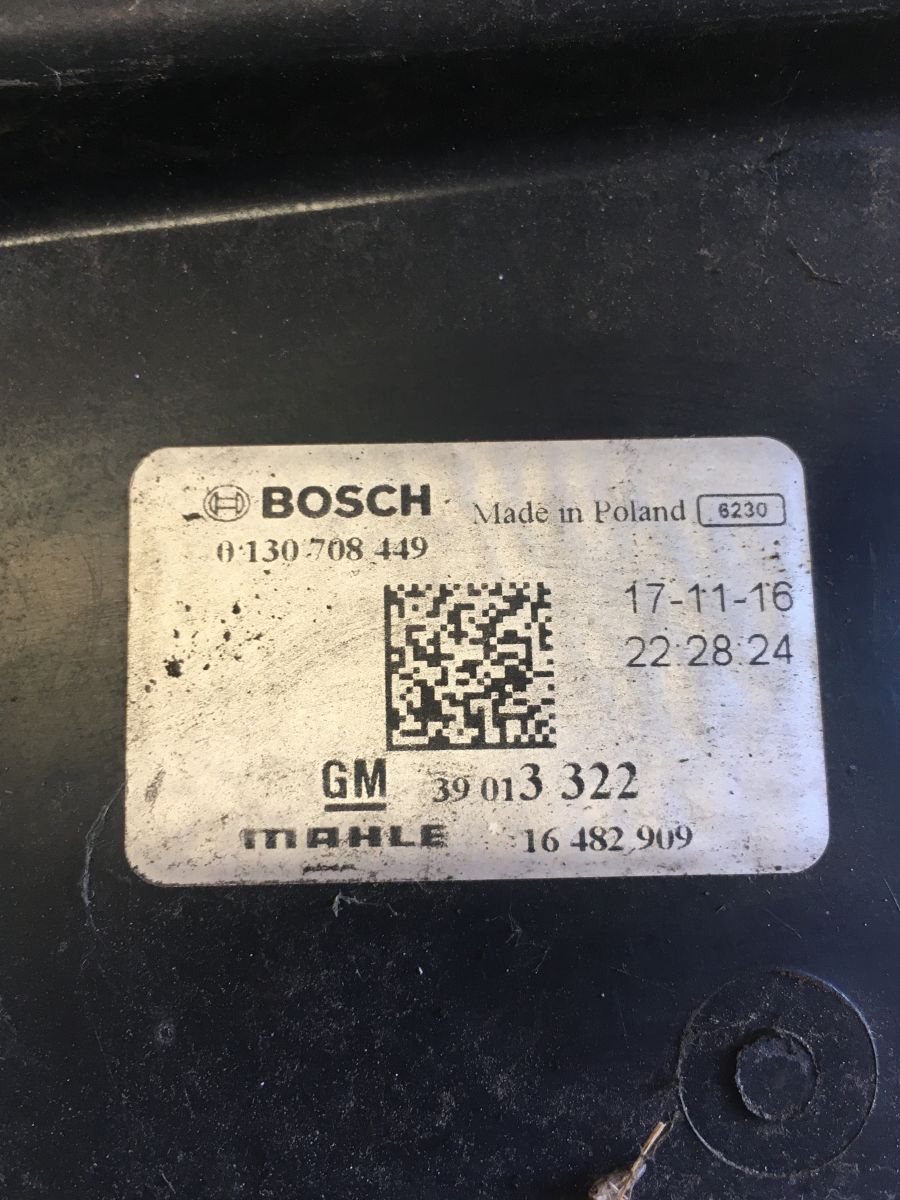 BOSCH
Made in Poland 6230
0 130 708 449
17-11-16
22 28 24
GM 39 013 322
MAHLE 16 482 909